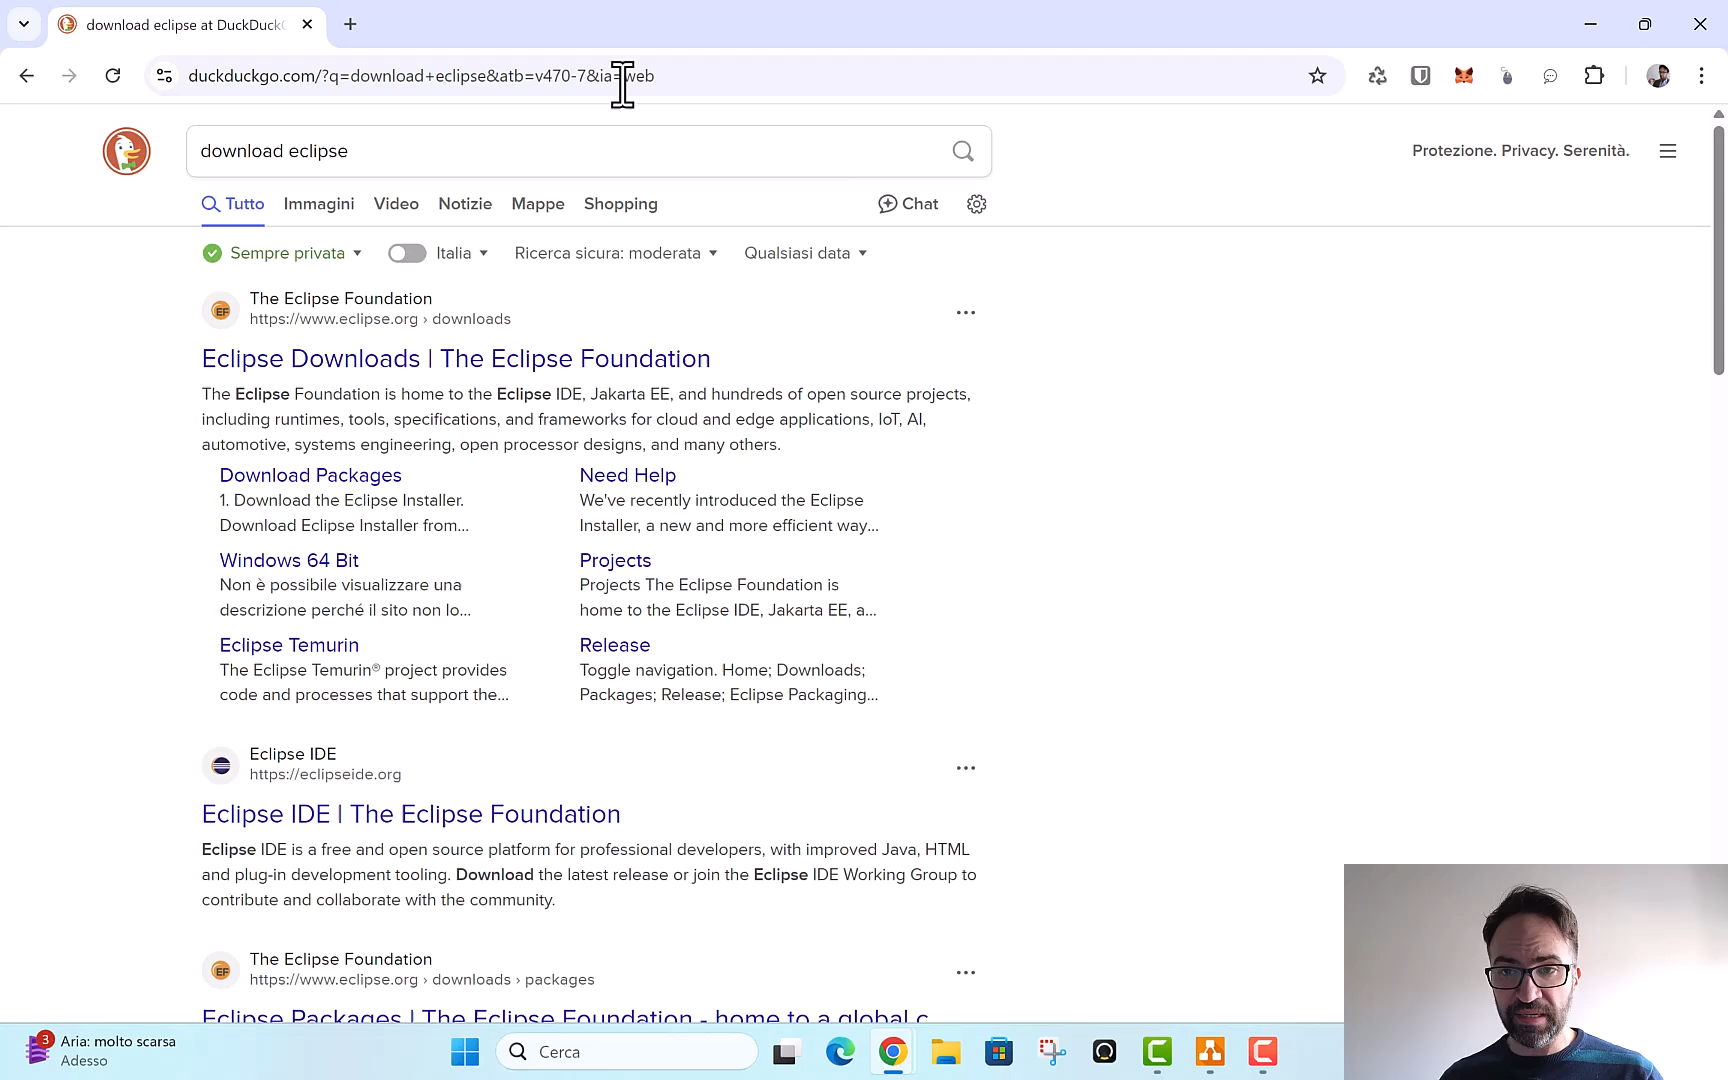 download eclipse at DuckDuck
duckduckgo.com/?q=download+eclipse&atb=v470-7&ia=web
download eclipse
Protezione. Privacy. Serenità.
Tutto Immagini Video Notizie Mappe Shopping Chat
Sempre privata Italia Ricerca sicura: moderata Qualsiasi data
EF
The Eclipse Foundation
https://www.eclipse.org › downloads
Eclipse Downloads | The Eclipse Foundation
The Eclipse Foundation is home to the Eclipse IDE, Jakarta EE, and hundreds of open source projects,
including runtimes, tools, specifications, and frameworks for cloud and edge applications, IoT, AI,
automotive, systems engineering, open processor designs, and many others.
Download Packages
1. Download the Eclipse Installer.
Download Eclipse Installer from...
Need Help
We've recently introduced the Eclipse
Installer, a new and more efficient way...
Windows 64 Bit
Non è possibile visualizzare una
descrizione perché il sito non lo...
Projects
Projects The Eclipse Foundation is
home to the Eclipse IDE, Jakarta EE, a...
Eclipse Temurin
The Eclipse Temurin® project provides
code and processes that support the...
Release
Toggle navigation. Home; Downloads;
Packages; Release; Eclipse Packaging...
Eclipse IDE
https://eclipseide.org
Eclipse IDE | The Eclipse Foundation
Eclipse IDE is a free and open source platform for professional developers, with improved Java, HTML
and plug-in development tooling. Download the latest release or join the Eclipse IDE Working Group to
contribute and collaborate with the community.
EF
The Eclipse Foundation
https://www.eclipse.org › downloads › packages
Eclipse Packages | The Eclipse Foundation - home to a global c
3
Aria: molto scarsa
Adesso
Cerca